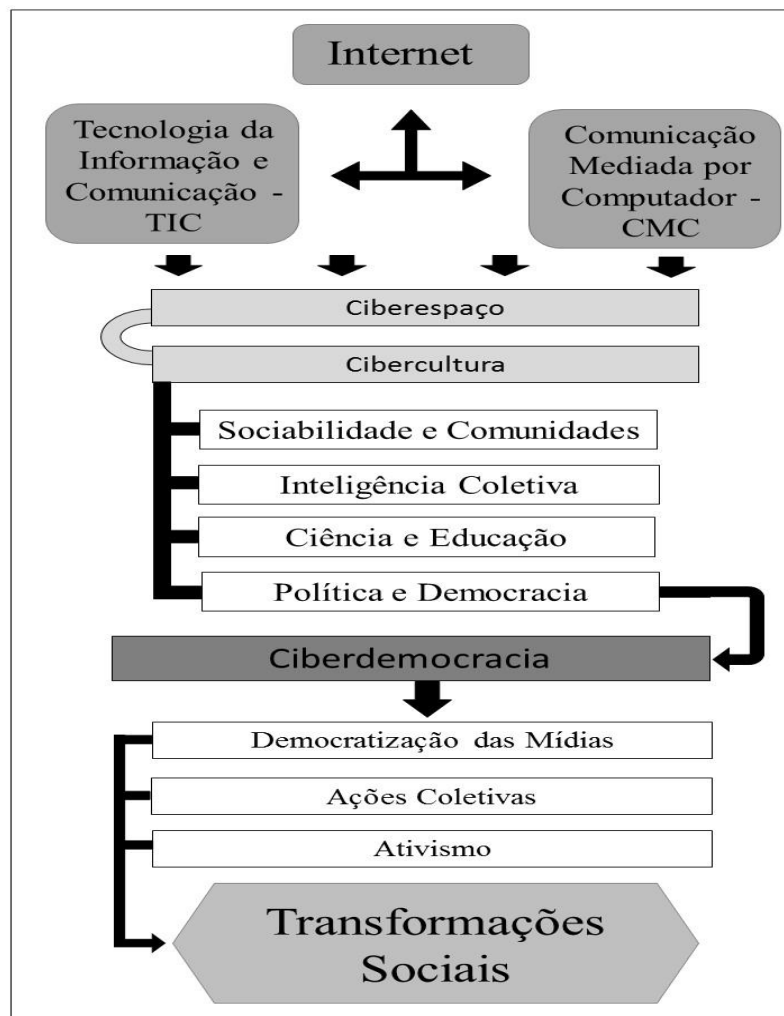 Internet
Tecnologia da
Informação e
Comunicação -
TIC
Comunicação
Mediada por
Computador -
CMC
Ciberespaço
Cibercultura
Sociabilidade e Comunidades
Inteligência Coletiva
Ciência e Educação
Política e Democracia
Ciberdemocracia
Democratização das Mídias
Ações Coletivas
Ativismo
Transformações
Sociais